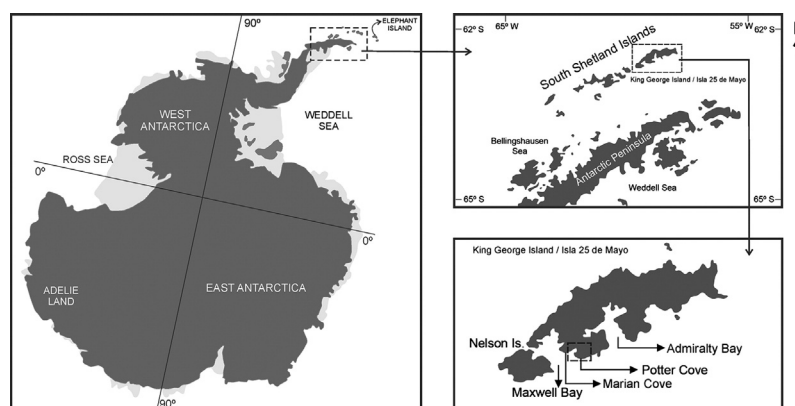 90º
ELEPHANT
ISLAND
WEST
ANTARCTICA
WEDDELL
SEA
ROSS SEA
0º
0º
ADELIE
LAND
EAST ANTARCTICA
90º
65º W
55º W
62º S
62º S
South Shetland Islands
King George Island / Isla 25 de Mayo
Bellingshausen
Sea
Antarctic Peninsula
Weddell Sea
65º S
65º S
King George Island / Isla 25 de Mayo
Nelson Is.
Admiralty Bay
Potter Cove
Marian Cove
Maxwell Bay